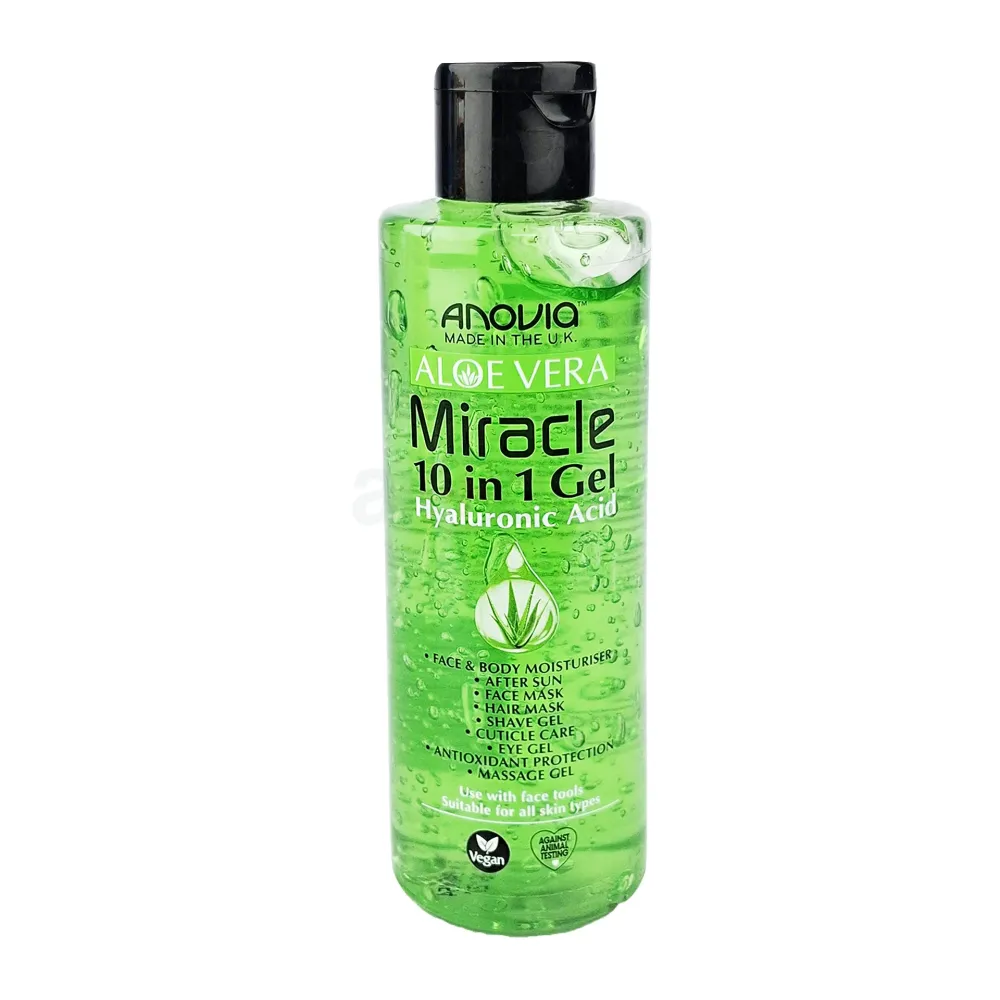 ANOVIA™
MADE IN THE U.K.
ALOE VERA
Miracle
10 in 1 Gel
Hyaluronic Acid
• FACE & BODY MOISTURISER
• AFTER SUN
• FACE MASK
• HAIR MASK
• SHAVE GEL
• CUTICLE CARE
• EYE GEL
• ANTIOXIDANT PROTECTION
• MASSAGE GEL
Use with face tools
Suitable for all skin types
Vegan
AGAINST
ANIMAL
TESTING